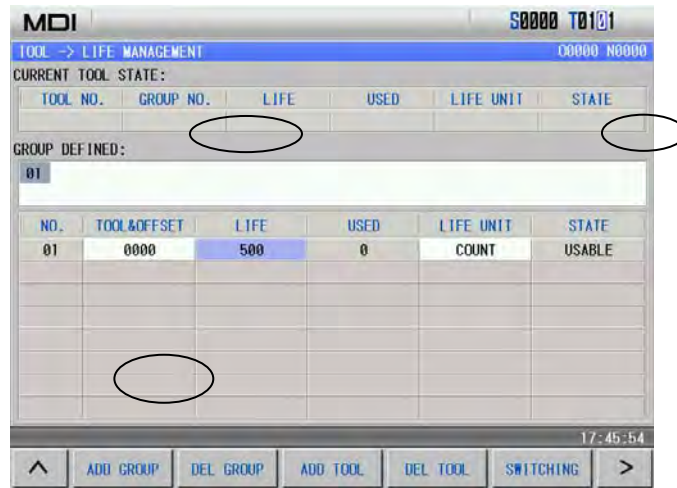 MDI S0000 T0101
TOOL -> LIFE MANAGEMENT O0000 N0000
CURRENT TOOL STATE:
TOOL NO. GROUP NO. LIFE USED LIFE UNIT STATE
GROUP DEFINED:
01
NO. TOOL&OFFSET LIFE USED LIFE UNIT STATE
01 0000 500 0 COUNT USABLE
17:45:54
^ ADD GROUP DEL GROUP ADD TOOL DEL TOOL SWITCHING >